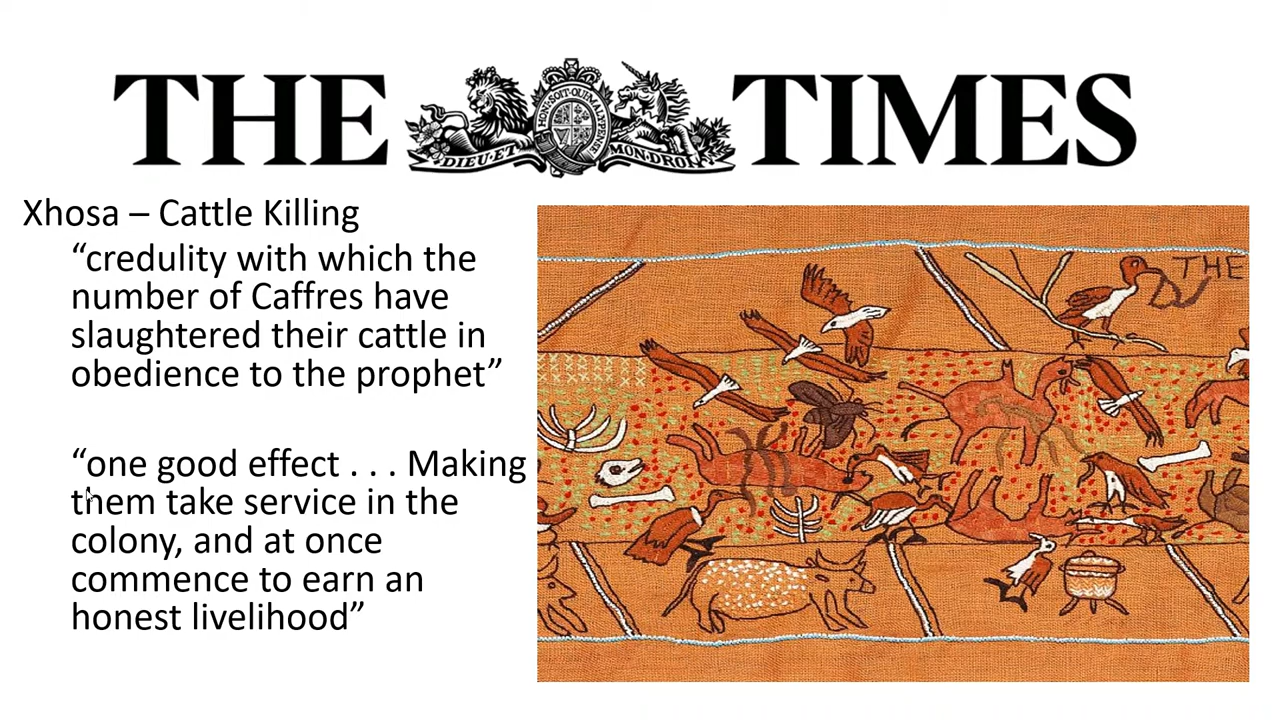 THE TIMES
HONI·SOIT·QUI·MAL·Y·PENSE
DIEU·ET MON·DROIT
Xhosa – Cattle Killing
“credulity with which the
number of Caffres have
slaughtered their cattle in
obedience to the prophet”
“one good effect . . . Making
them take service in the
colony, and at once
commence to earn an
honest livelihood”
THE